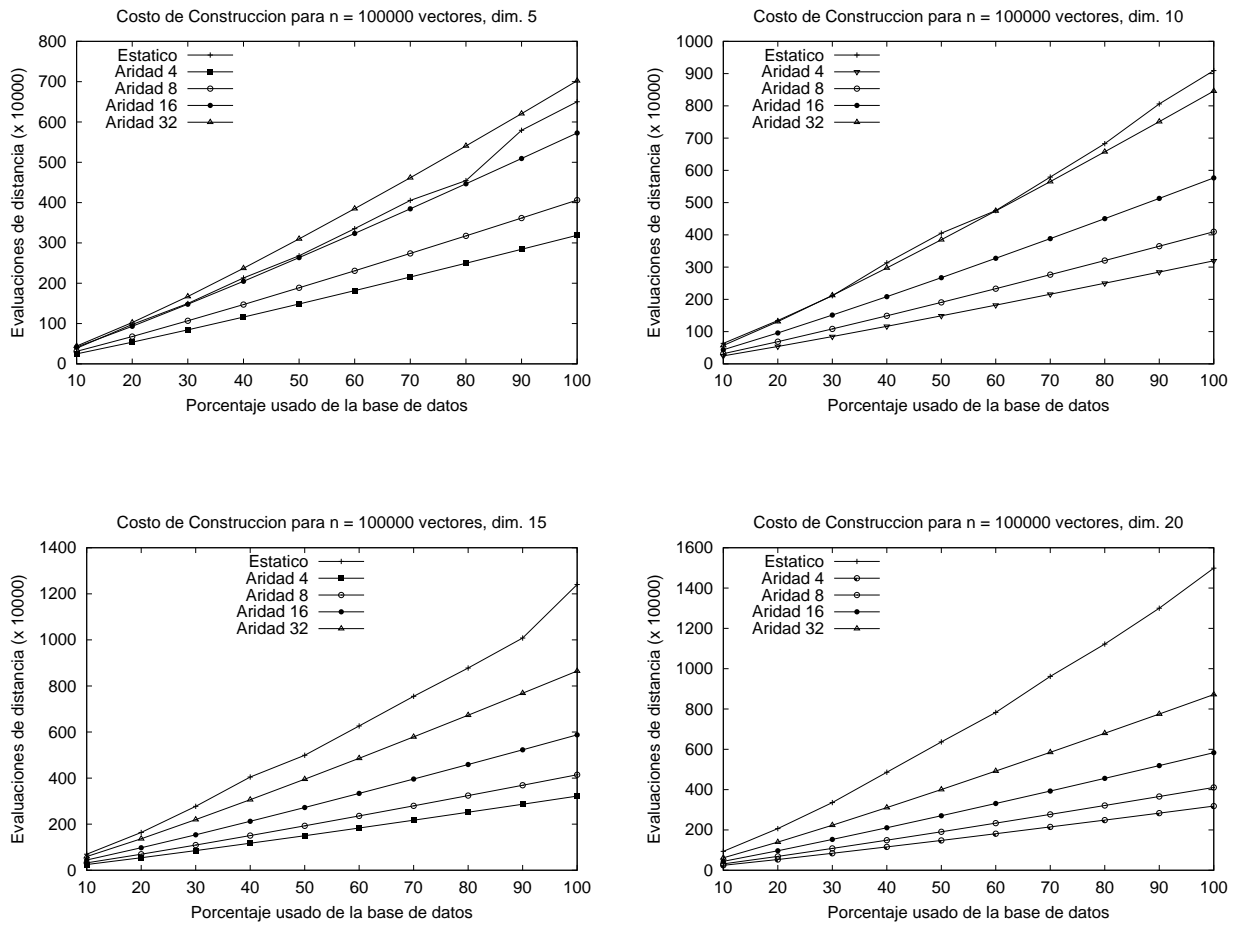 Costo de Construccion para n = 100000 vectores, dim. 5
Evaluaciones de distancia (x 10000)
800
700
600
500
400
300
200
100
0
Estatico
Aridad 4
Aridad 8
Aridad 16
Aridad 32
10 20 30 40 50 60 70 80 90 100
Porcentaje usado de la base de datos
Costo de Construccion para n = 100000 vectores, dim. 10
Evaluaciones de distancia (x 10000)
1000
900
800
700
600
500
400
300
200
100
0
Estatico
Aridad 4
Aridad 8
Aridad 16
Aridad 32
10 20 30 40 50 60 70 80 90 100
Porcentaje usado de la base de datos
Costo de Construccion para n = 100000 vectores, dim. 15
Evaluaciones de distancia (x 10000)
1400
1200
1000
800
600
400
200
0
Estatico
Aridad 4
Aridad 8
Aridad 16
Aridad 32
10 20 30 40 50 60 70 80 90 100
Porcentaje usado de la base de datos
Costo de Construccion para n = 100000 vectores, dim. 20
Evaluaciones de distancia (x 10000)
1600
1400
1200
1000
800
600
400
200
0
Estatico
Aridad 4
Aridad 8
Aridad 16
Aridad 32
10 20 30 40 50 60 70 80 90 100
Porcentaje usado de la base de datos